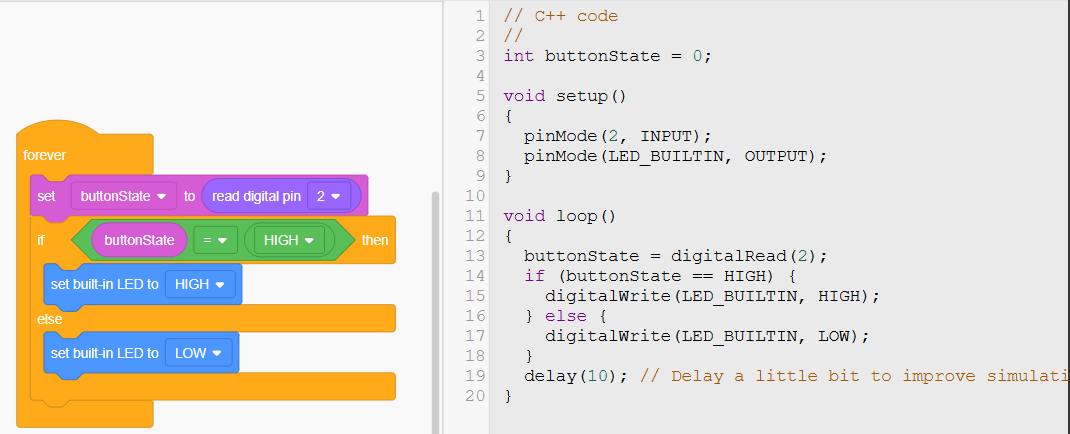 forever
set buttonState to read digital pin 2
if buttonState = HIGH then
set built-in LED to HIGH
else
set built-in LED to LOW
1 // C++ code
2 //
3 int buttonState = 0;
4
5 void setup()
6 {
7 pinMode(2, INPUT);
8 pinMode(LED_BUILTIN, OUTPUT);
9 }
10
11 void loop()
12 {
13 buttonState = digitalRead(2);
14 if (buttonState == HIGH) {
15 digitalWrite(LED_BUILTIN, HIGH);
16 } else {
17 digitalWrite(LED_BUILTIN, LOW);
18 }
19 delay(10); // Delay a little bit to improve simulati
20 }